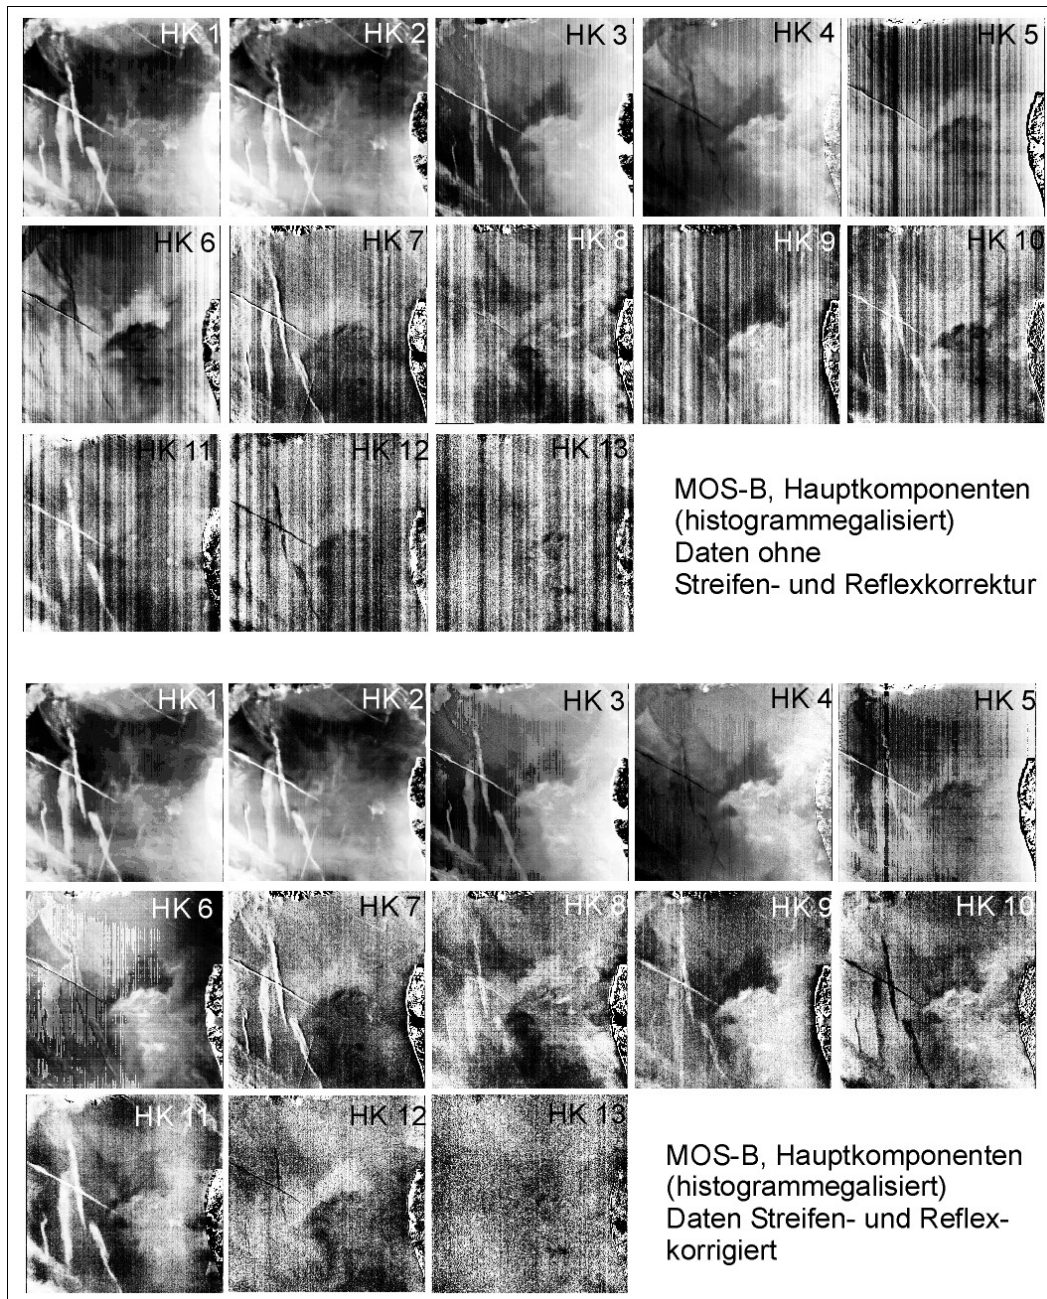 HK 1
HK 2
HK 3
HK 4
HK 5
HK 6
HK 7
HK 8
HK 9
HK 10
HK 11
HK 12
HK 13
MOS-B, Hauptkomponenten
(histogrammegalisiert)
Daten ohne
Streifen- und Reflexkorrektur
HK 1
HK 2
HK 3
HK 4
HK 5
HK 6
HK 7
HK 8
HK 9
HK 10
HK 11
HK 12
HK 13
MOS-B, Hauptkomponenten
(histogrammegalisiert)
Daten Streifen- und Reflex-
korrigiert